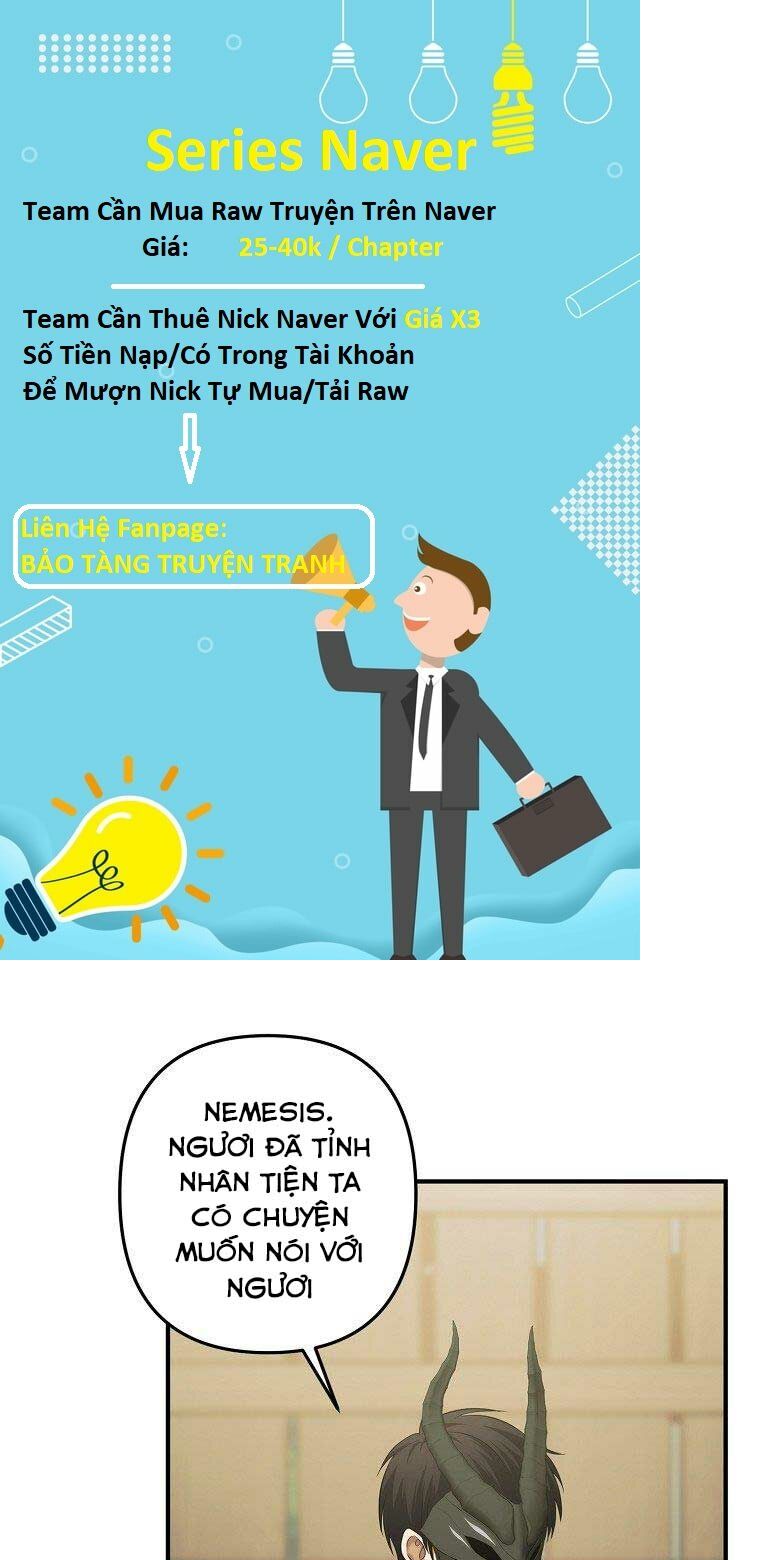 Series Naver
Team Cần Mua Raw Truyện Trên Naver
Giá: 25-40k / Chapter
Team Cần Thuê Nick Naver Với Giá X3
Số Tiền Nạp/Có Trong Tài Khoản
Để Mượn Nick Tự Mua/Tải Raw
Liên Hệ Fanpage:
BẢO TÀNG TRUYỆN TRANH
NEMESIS.
NGƯƠI ĐÃ TỈNH
NHÂN TIỆN TA
CÓ CHUYỆN
MUỐN NÓI VỚI
NGƯƠI